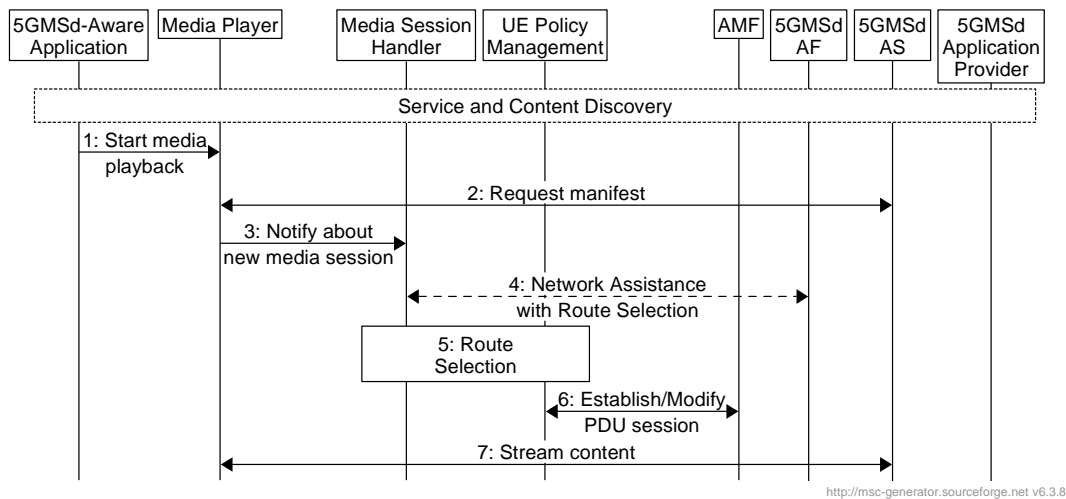 5GMSd-Aware
Application
Media Player
Media Session
Handler
UE Policy
Management
AMF
5GMSd
AF
5GMSd
AS
5GMSd
Application
Provider
Service and Content Discovery
1: Start media
playback
2: Request manifest
3: Notify about
new media session
4: Network Assistance
with Route Selection
5: Route
Selection
6: Establish/Modify
PDU session
7: Stream content
http://msc-generator.sourceforge.net v6.3.8